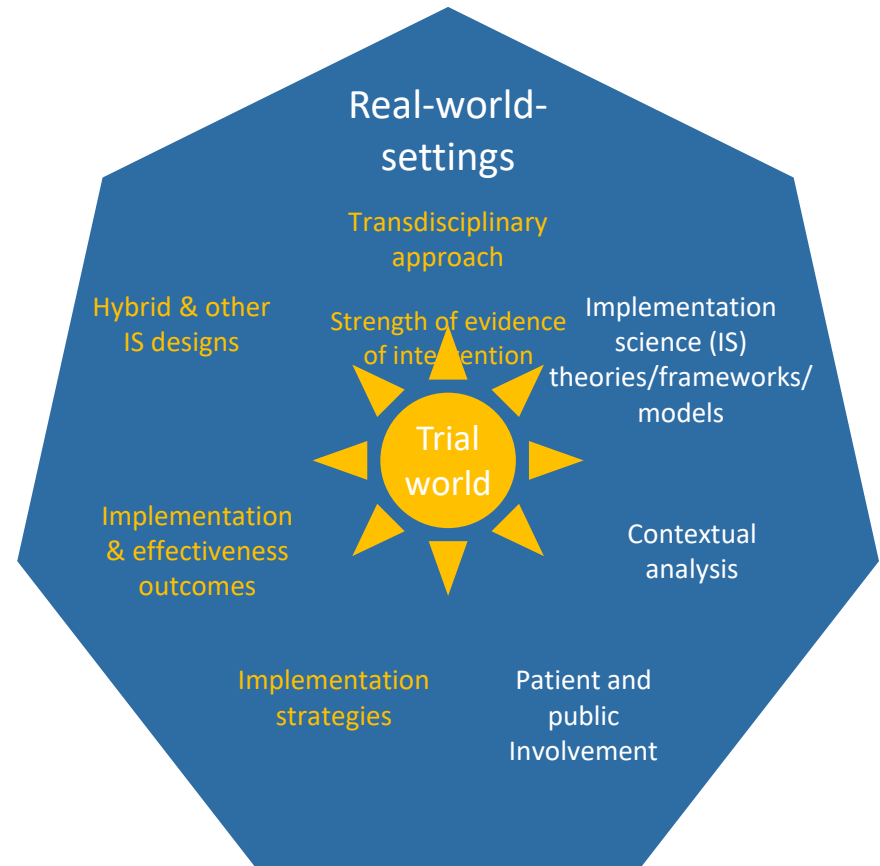 Real-world-
settings
Transdisciplinary
approach
Hybrid & other
IS designs
Strength of evidence
of intervention
Implementation
science (IS)
theories/frameworks/
models
Trial
world
Implementation
& effectiveness
outcomes
Contextual
analysis
Implementation
strategies
Patient and
public
Involvement